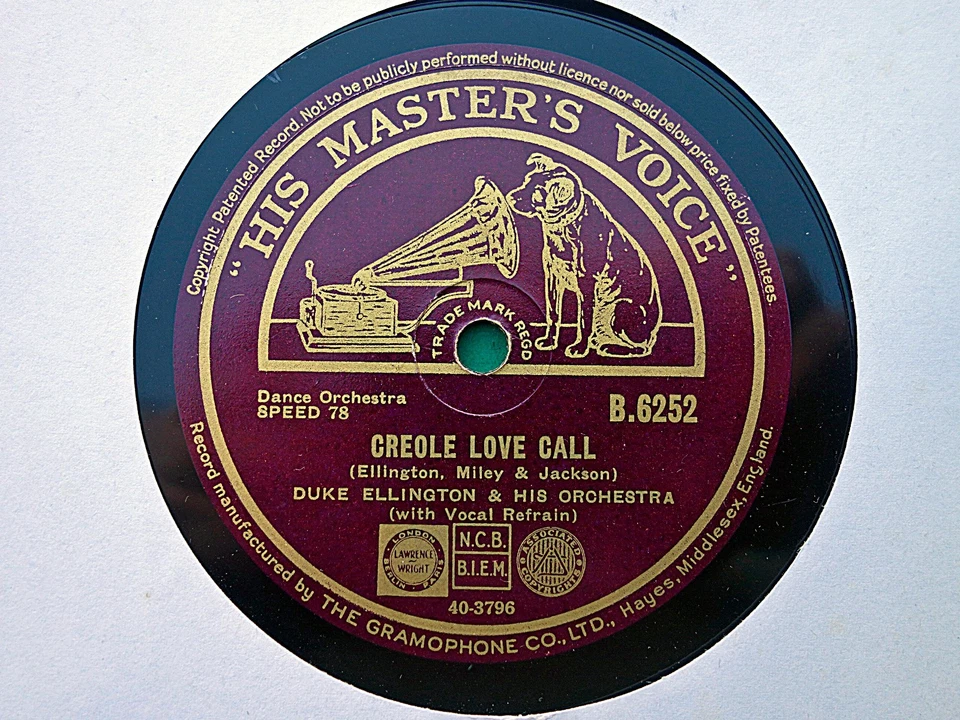 Copyright Patented Record. Not to be publicly performed without licence nor sold below price fixed by Patentees.
"HIS MASTER'S VOICE"
TRADE MARK REGD
Dance Orchestra
SPEED 78
B.6252
CREOLE LOVE CALL
(Ellington, Miley & Jackson)
DUKE ELLINGTON & HIS ORCHESTRA
(with Vocal Refrain)
LONDON
LAWRENCE
WRIGHT
BERLIN · PARIS
N.C.B.
B.I.E.M.
ASSOCIATED
COPYRIGHTS
40-3796
Record manufactured by THE GRAMOPHONE CO., LTD., Hayes, Middlesex, England.